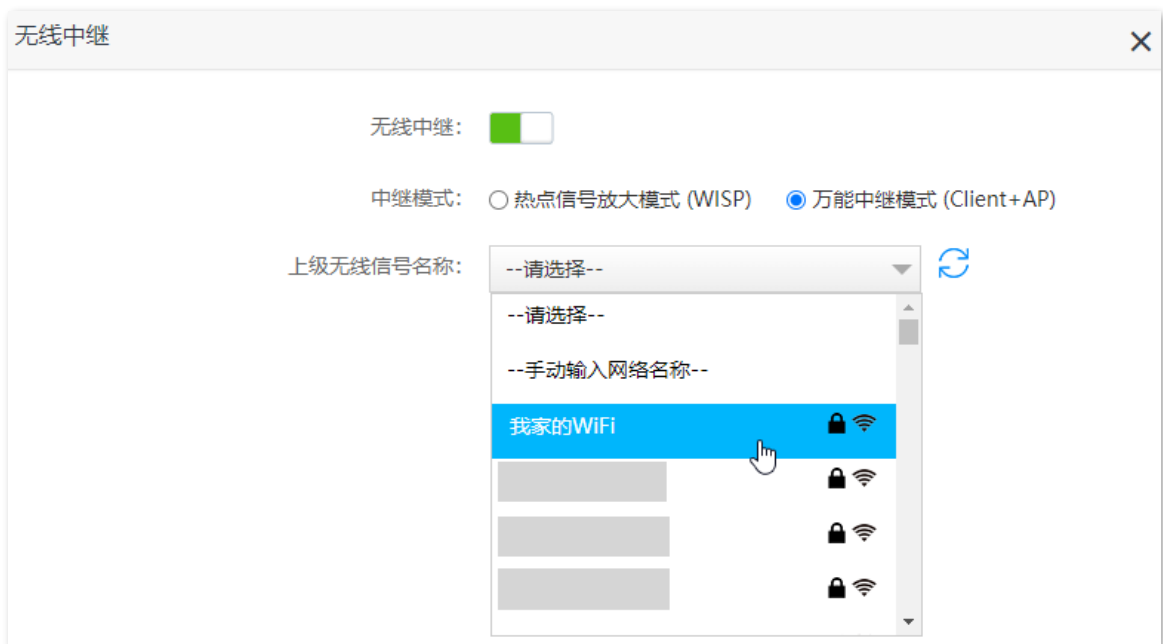 无线中继
无线中继：
中继模式： 热点信号放大模式 (WISP) 万能中继模式 (Client+AP)
上级无线信号名称： --请选择--
--请选择--
--手动输入网络名称--
我家的WiFi